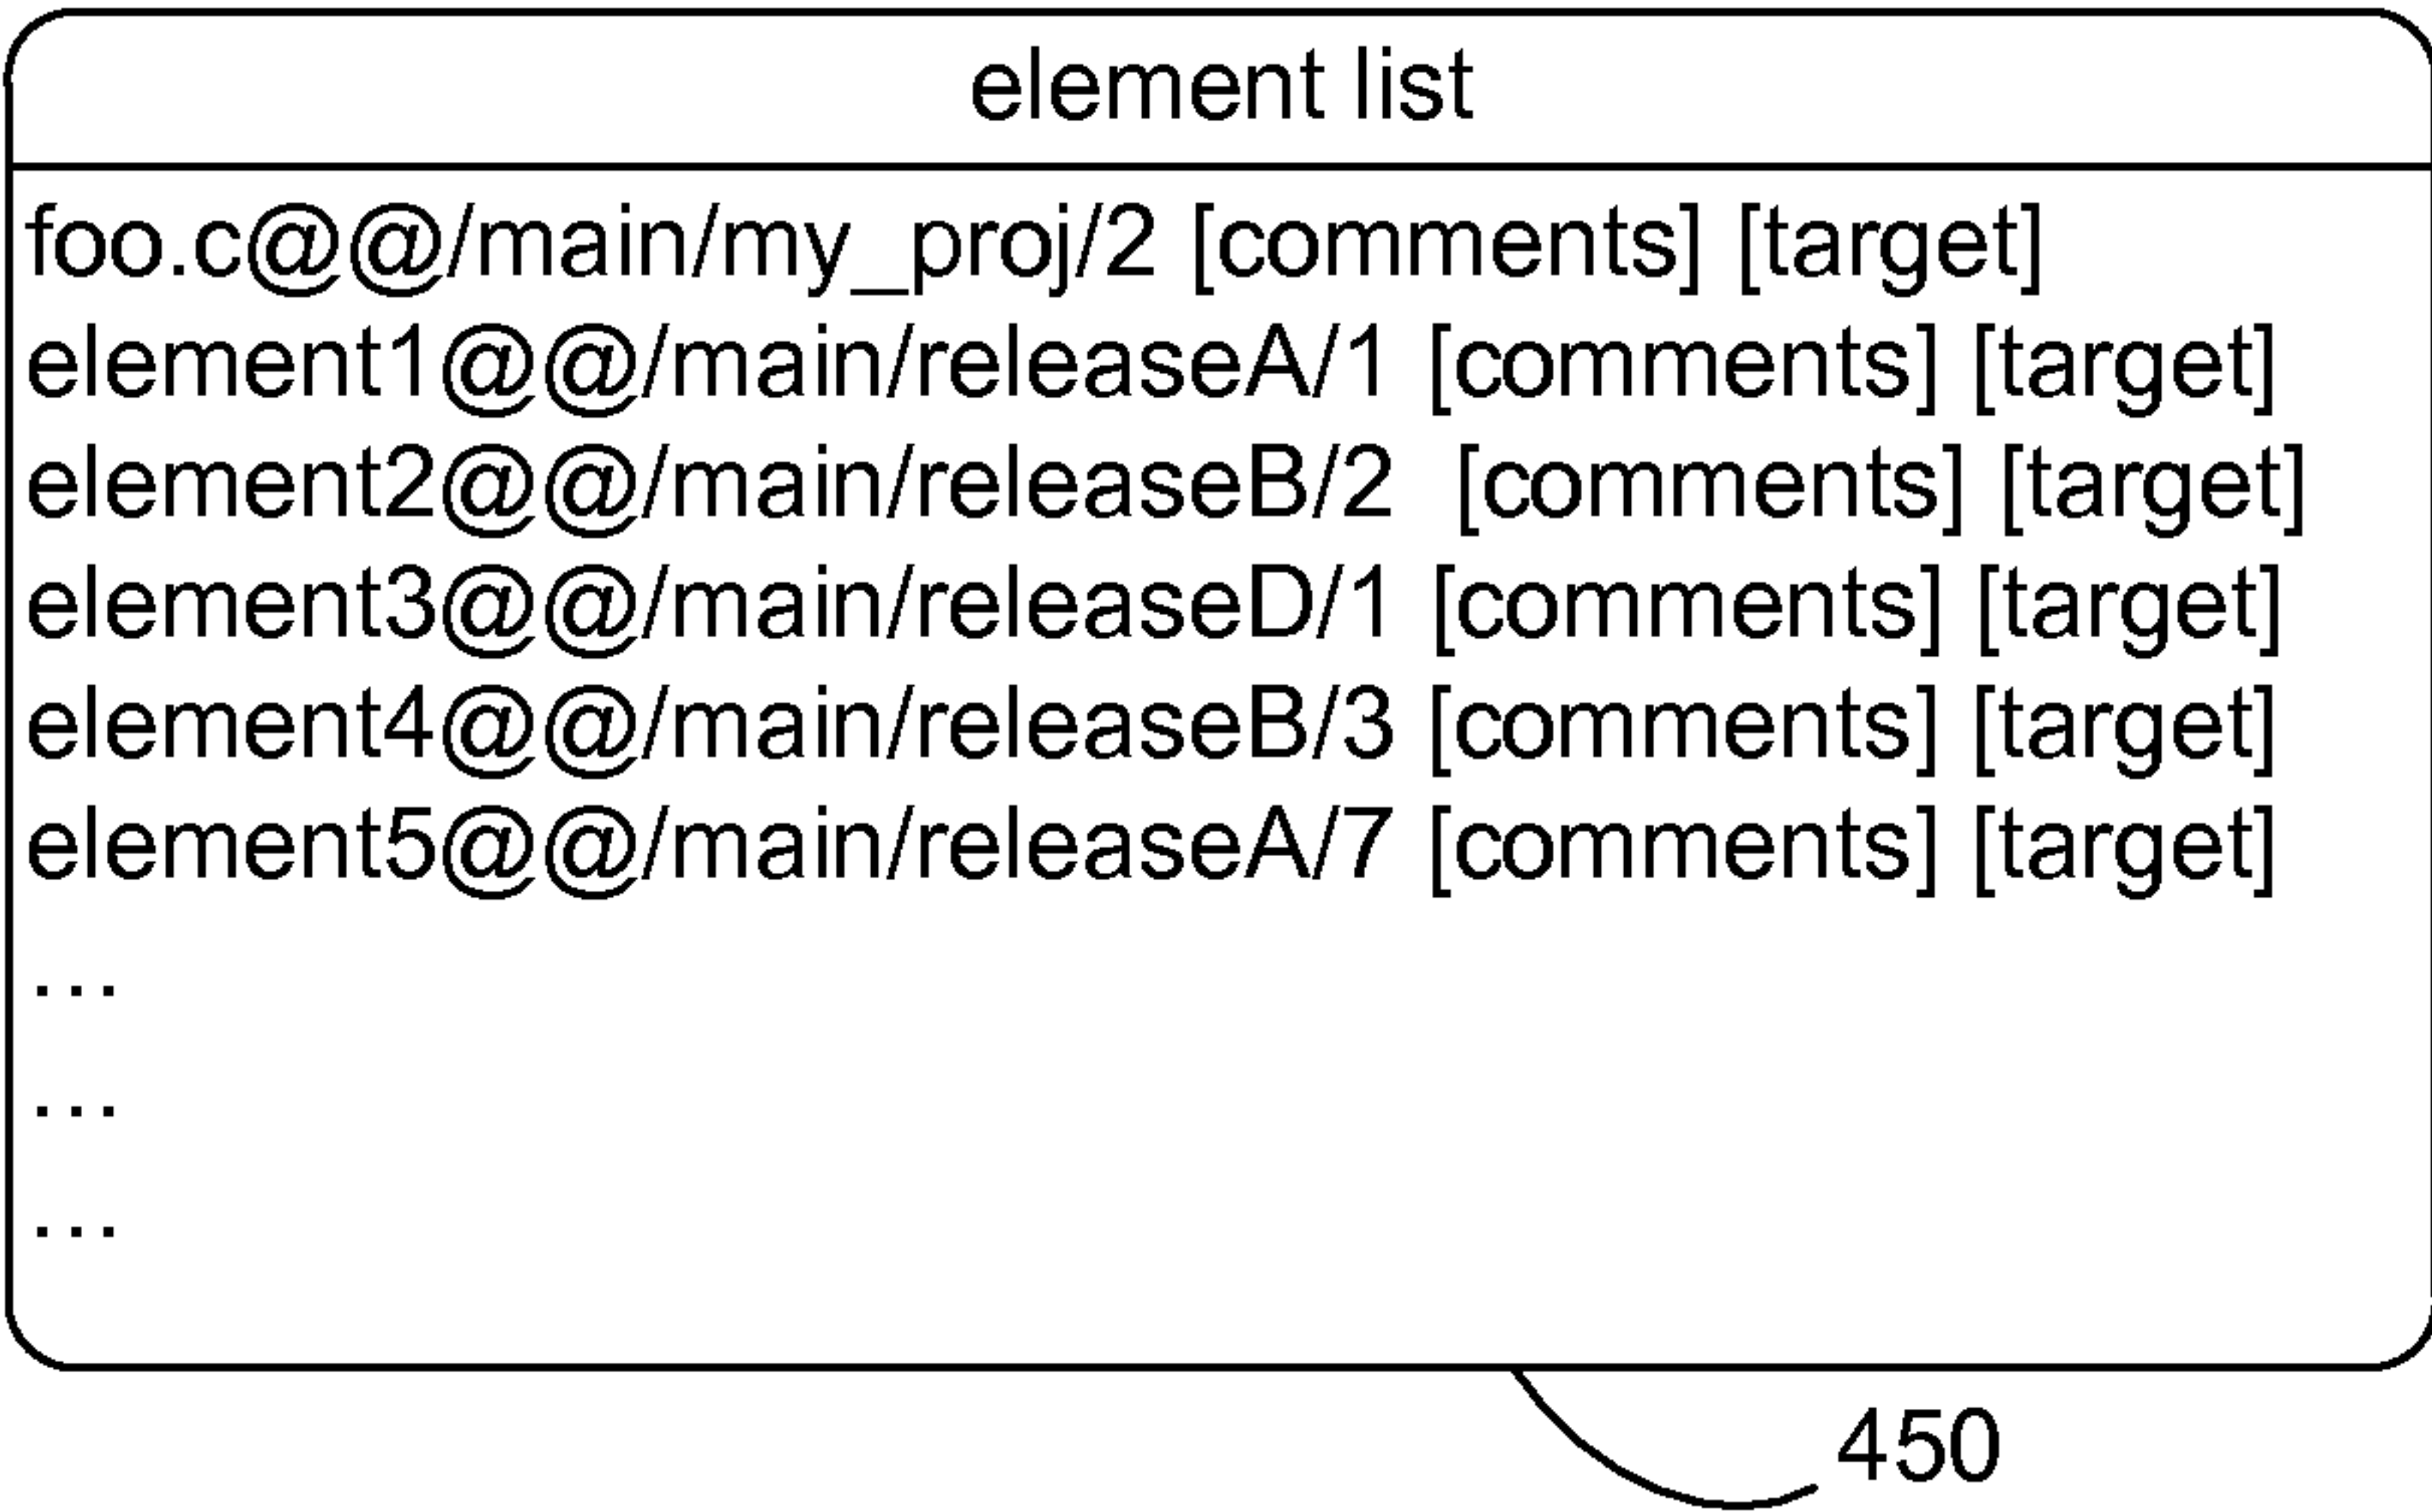 element list
foo.c@@/main/my_proj/2 [comments] [target]
element1@@/main/releaseA/1 [comments] [target]
element2@@/main/releaseB/2  [comments] [target]
element3@@/main/releaseD/1 [comments] [target]
element4@@/main/releaseB/3 [comments] [target]
element5@@/main/releaseA/7 [comments] [target]
...
...
...
450